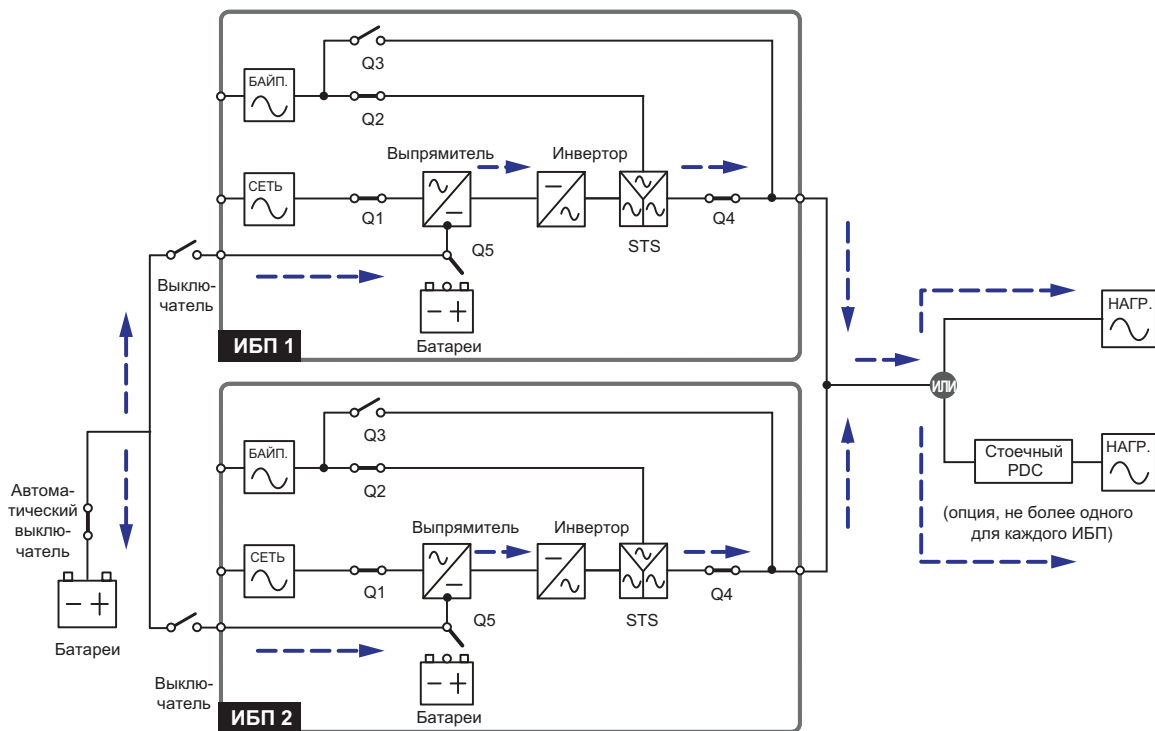 Q3
БАЙП.
Q2
Выпрямитель
Инвертор
СЕТЬ
Q1
Q4
STS
Q5
Выклю-
чатель
Батареи
ИБП 1
НАГР.
ИЛИ
Q3
БАЙП.
Q2
Стоечный
PDC
НАГР.
(опция, не более одного
для каждого ИБП)
Автома-
тический
выклю-
чатель
Выпрямитель
Инвертор
СЕТЬ
Q1
Q4
STS
Q5
Батареи
Выклю-
чатель
Батареи
ИБП 2